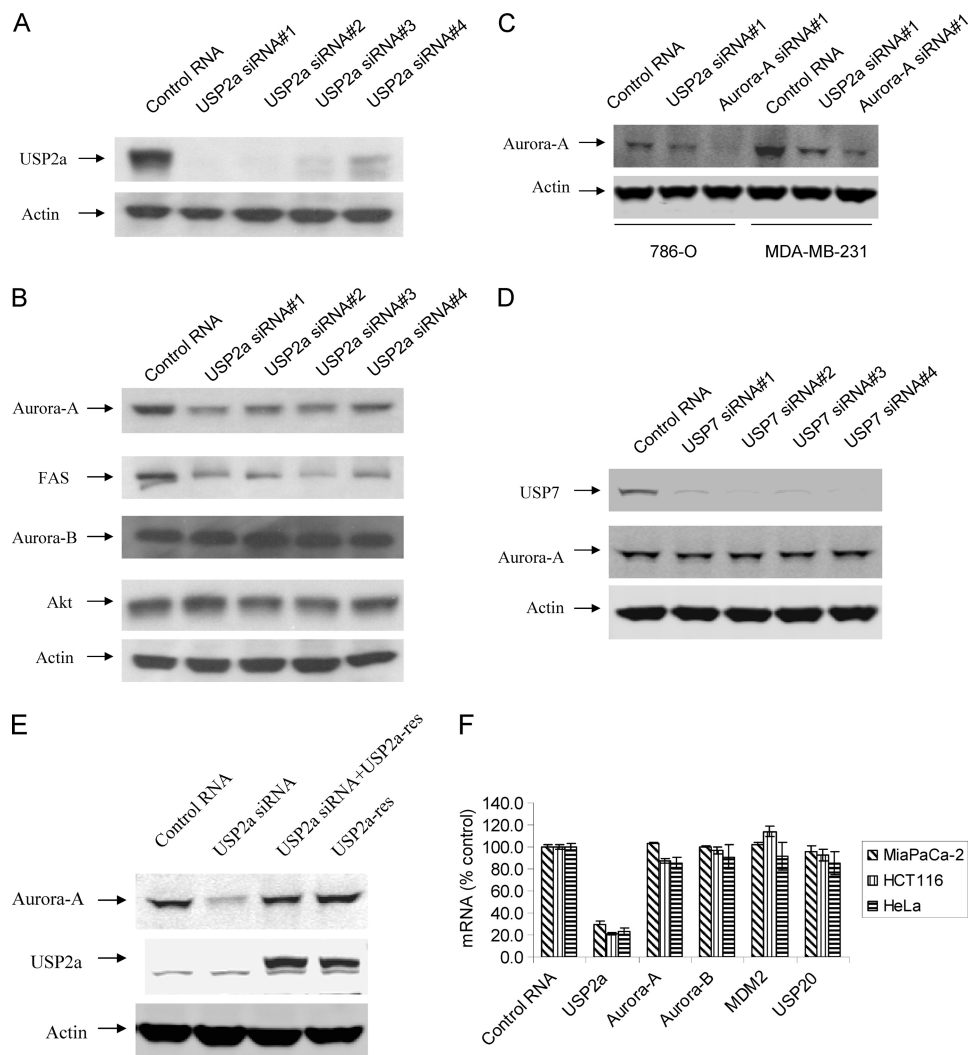 A
Control RNA
USP2a siRNA#1
USP2a siRNA#2
USP2a siRNA#3
USP2a siRNA#4
USP2a
Actin
B
Control RNA
USP2a siRNA#1
USP2a siRNA#2
USP2a siRNA#3
USP2a siRNA#4
Aurora-A
FAS
Aurora-B
Akt
Actin
C
Control RNA
USP2a siRNA#1
Aurora-A siRNA#1
Control RNA
USP2a siRNA#1
Aurora-A siRNA#1
Aurora-A
Actin
786-O
MDA-MB-231
D
Control RNA
USP7 siRNA#1
USP7 siRNA#2
USP7 siRNA#3
USP7 siRNA#4
USP7
Aurora-A
Actin
E
Control RNA
USP2a siRNA
USP2a siRNA+USP2a-res
USP2a-res
Aurora-A
USP2a
Actin
F
mRNA (% control)
140.0
120.0
100.0
80.0
60.0
40.0
20.0
0.0
Control RNA
USP2a
Aurora-A
Aurora-B
MDM2
USP20
MiaPaCa-2
HCT116
HeLa